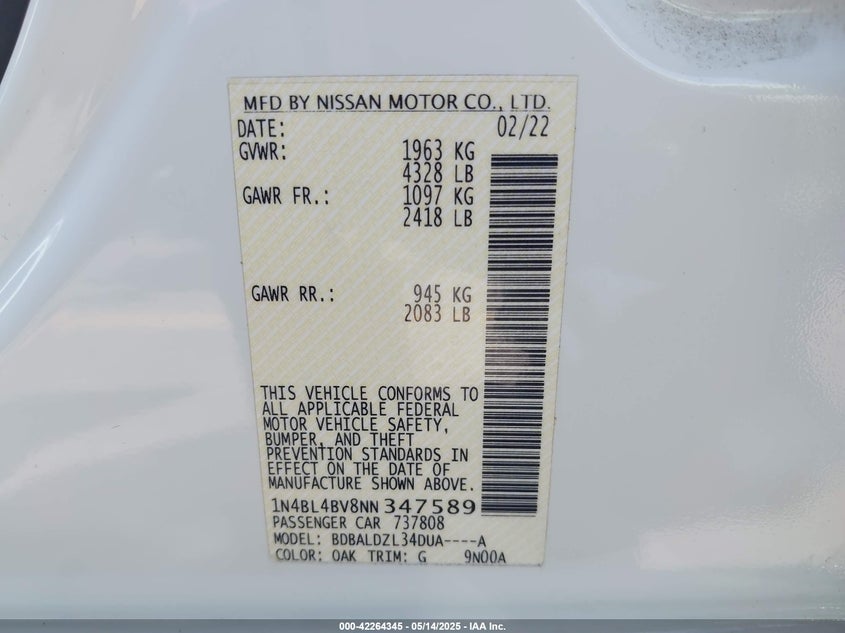 MFD BY NISSAN MOTOR CO., LTD.
DATE: 02/22
GVWR: 1963 KG
4328 LB
GAWR FR.: 1097 KG
2418 LB
GAWR RR.: 945 KG
2083 LB
THIS VEHICLE CONFORMS TO
ALL APPLICABLE FEDERAL
MOTOR VEHICLE SAFETY,
BUMPER, AND THEFT
PREVENTION STANDARDS IN
EFFECT ON THE DATE OF
MANUFACTURE SHOWN ABOVE.
1N4BL4BV8NN347589
PASSENGER CAR 737808
MODEL: BDBALDZL34DUA----A
COLOR: QAK TRIM: G 9N00A
000-42264345 - 05/14/2025 - IAA Inc.